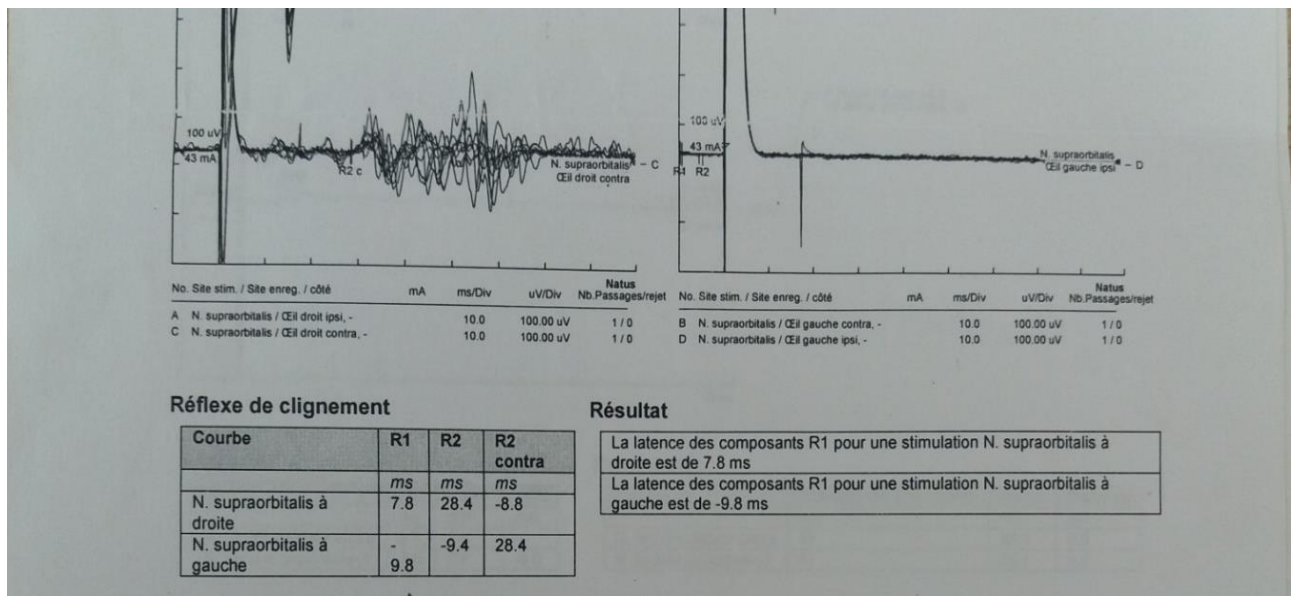 100 uV
43 mA
R2 c
N. supraorbitalis – C
Œil droit contra
100 uV
43 mA
R1 R2
N. supraorbitalis
Œil gauche ipsi – D
Natus
No. Site stim. / Site enreg. / côté mA ms/Div uV/Div Nb.Passages/rejet
A N. supraorbitalis / Œil droit ipsi, - 10.0 100.00 uV 1 / 0
C N. supraorbitalis / Œil droit contra, - 10.0 100.00 uV 1 / 0
Natus
No. Site stim. / Site enreg. / côté mA ms/Div uV/Div Nb.Passages/rejet
B N. supraorbitalis / Œil gauche contra, - 10.0 100.00 uV 1 / 0
D N. supraorbitalis / Œil gauche ipsi, - 10.0 100.00 uV 1 / 0
Réflexe de clignement
Courbe R1 R2 R2
contra
ms ms ms
N. supraorbitalis à 7.8 28.4 -8.8
droite
N. supraorbitalis à - -9.4 28.4
gauche 9.8
Résultat
La latence des composants R1 pour une stimulation N. supraorbitalis à
droite est de 7.8 ms
La latence des composants R1 pour une stimulation N. supraorbitalis à
gauche est de -9.8 ms